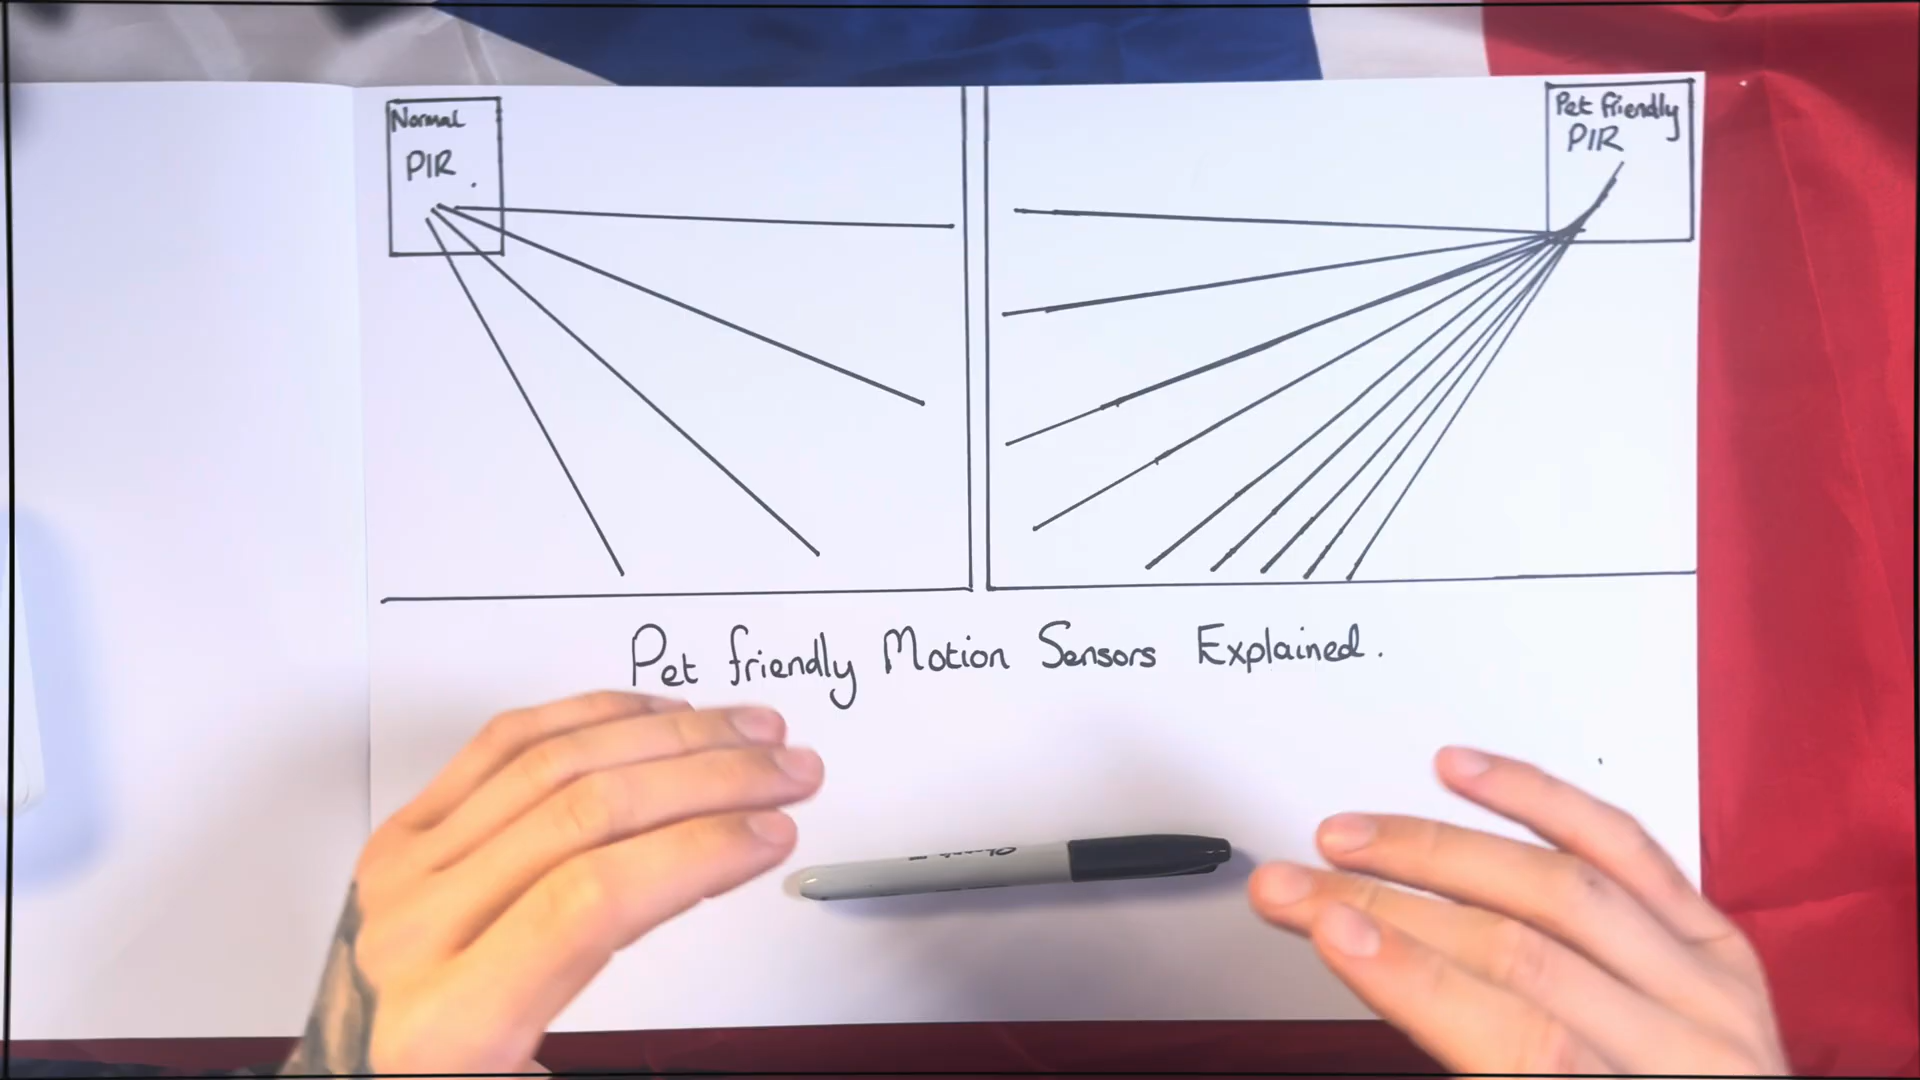 Normal
PIR
Pet friendly
PIR
Pet friendly Motion Sensors Explained.